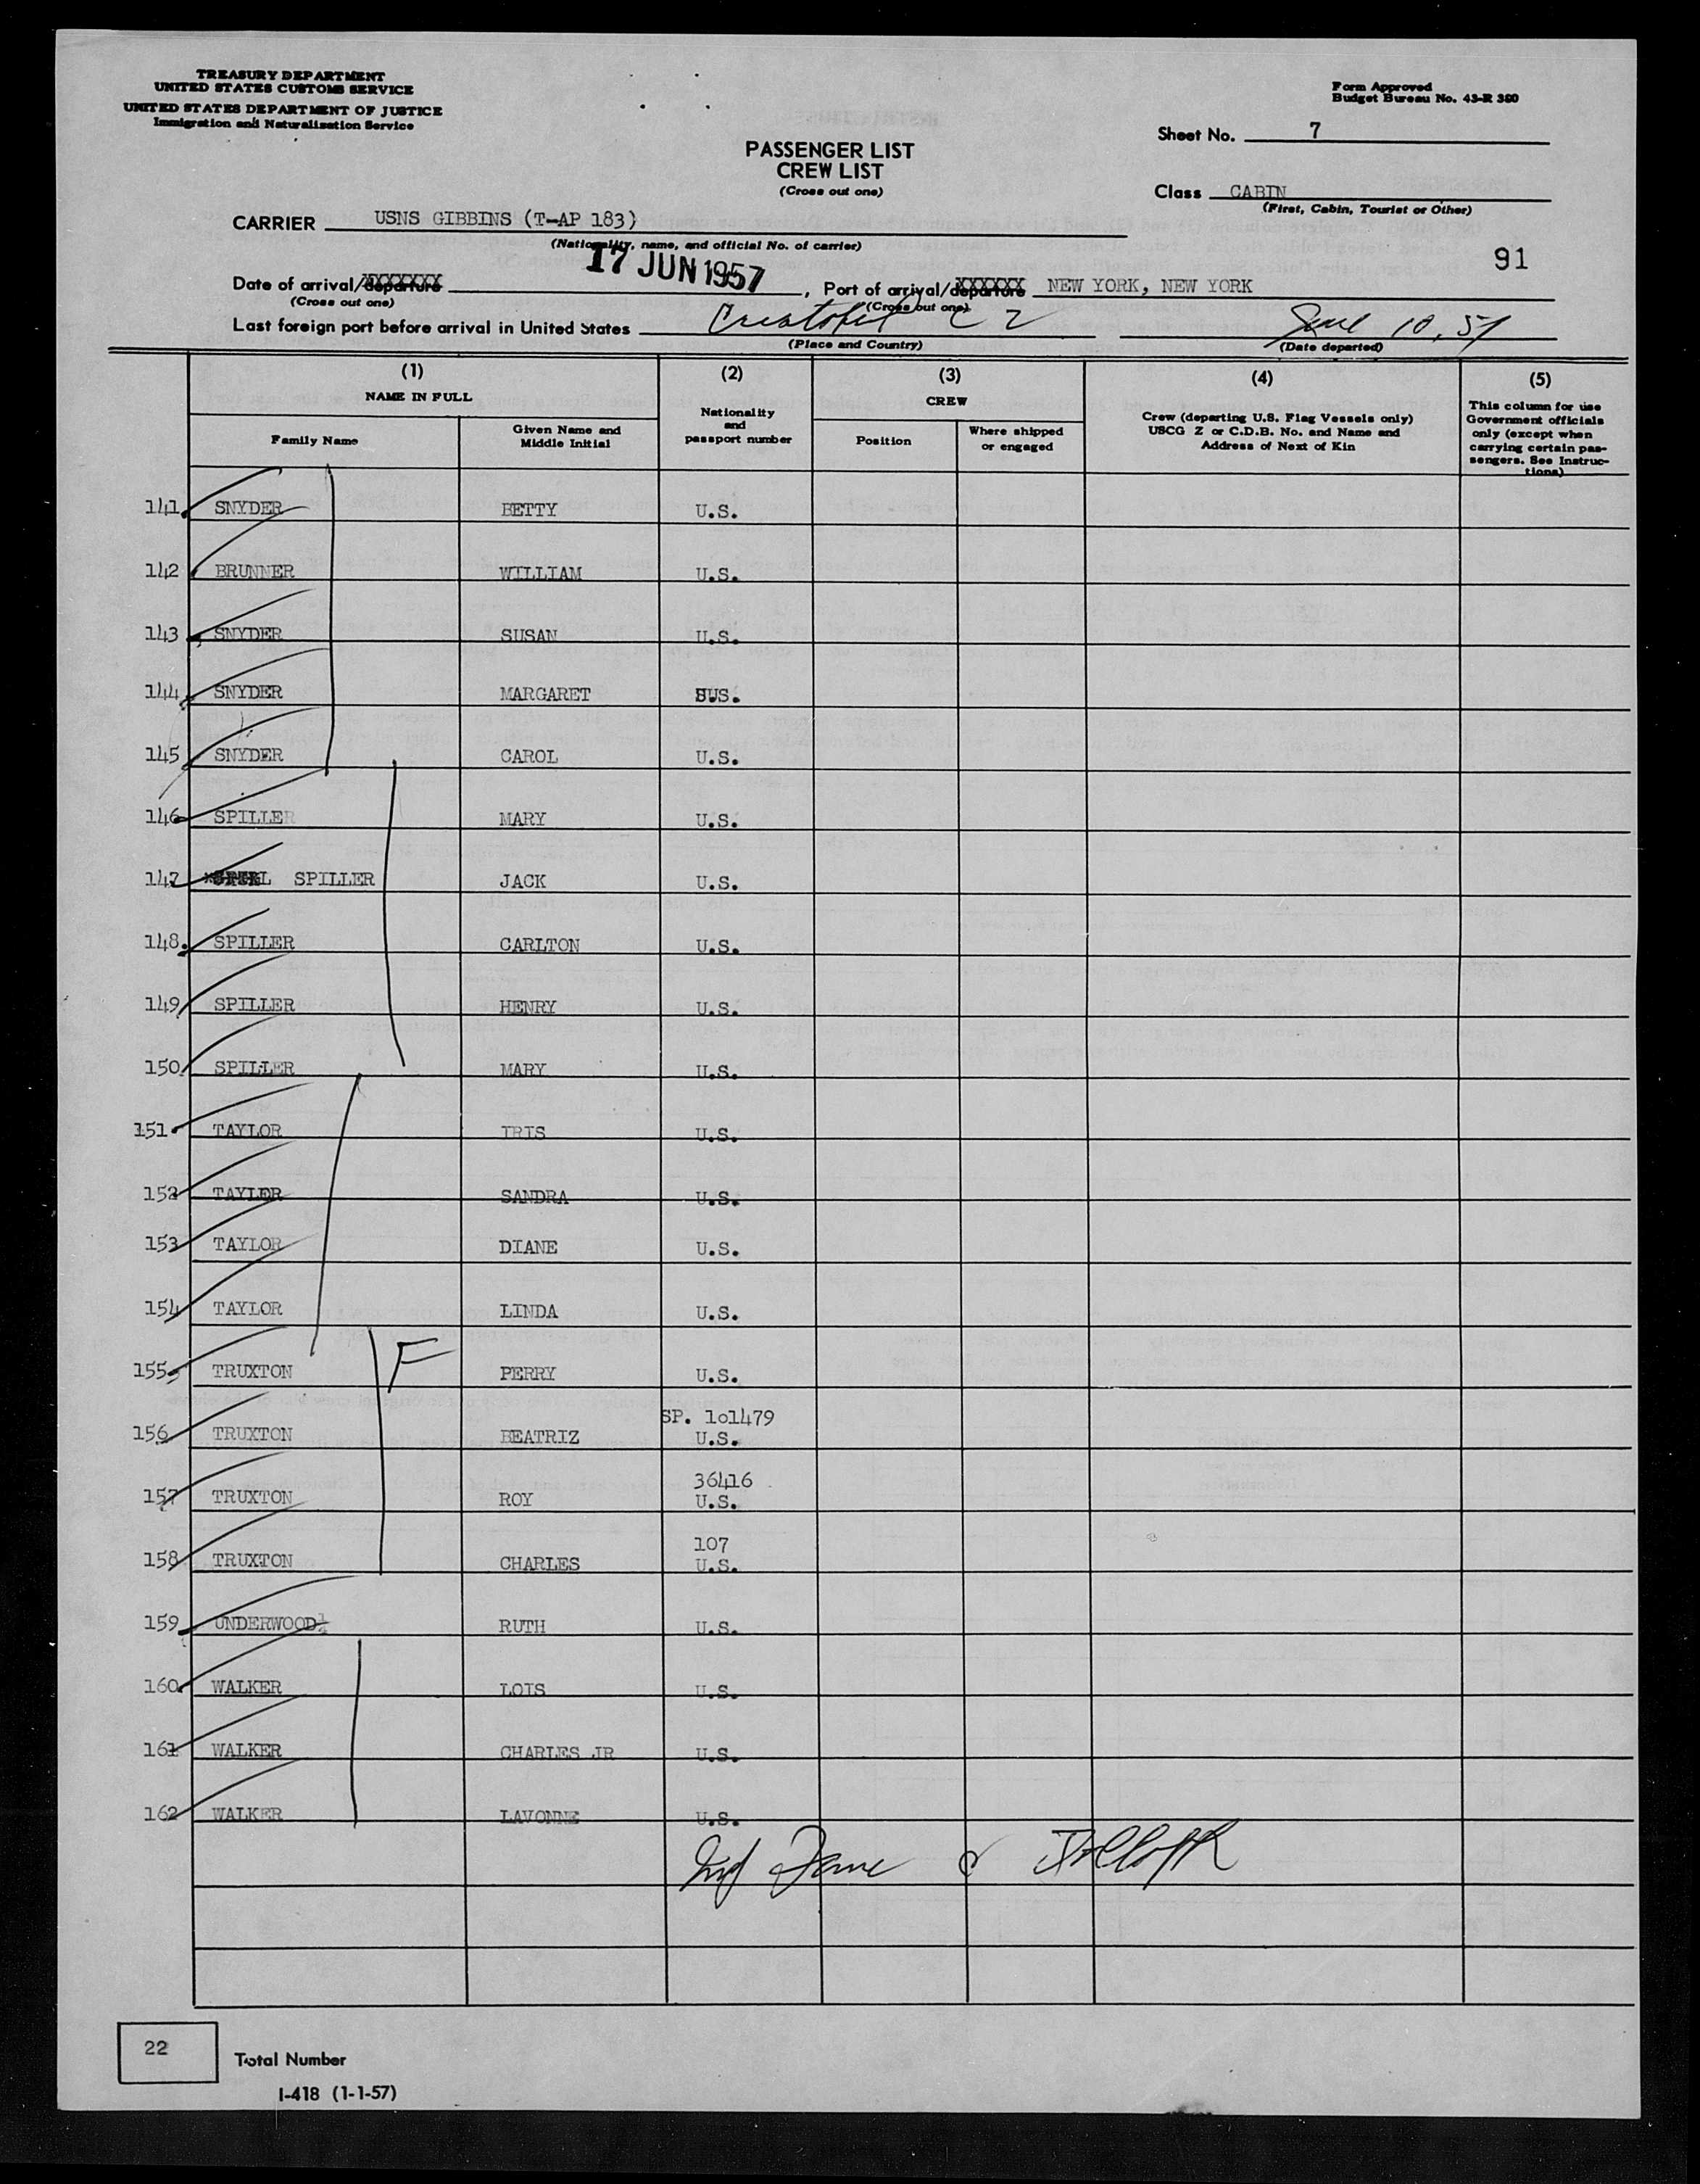 TREASURY DEPARTMENT
UNITED STATES CUSTOMS SERVICE
UNITED STATES DEPARTMENT OF JUSTICE
Immigration and Naturalization Service
Form Approved
Budget Bureau No. 43-R 380
Sheet No. 7
PASSENGER LIST
CREW LIST
(Cross out one)
Class CABIN
(First, Cabin, Tourist or Other)
CARRIER USNS GIBBINS (T-AP 183)
(Nationality, name, and official No. of carrier)
91
17 JUN 1957
Date of arrival/departure , Port of arrival/departure NEW YORK, NEW YORK
(Cross out one) (Cross out one)
Last foreign port before arrival in United States Cristobal C Z June 10, 57
(Place and Country) (Date departed)
(1) (2) (3) (4) (5)
NAME IN FULL Nationality and passport number CREW Crew (departing U.S. Flag Vessels only) USCG Z or C.D.B. No. and Name and Address of Next of Kin This column for use Government officials only (except when carrying certain passengers. See Instructions)
Family Name Given Name and Middle Initial Position Where shipped or engaged
141. SNYDER BETTY U.S.
142 BRUNNER WILLIAM U.S.
143 SNYDER SUSAN U.S.
144 SNYDER MARGARET U.S.
145 SNYDER CAROL U.S.
146 SPILLER MARY U.S.
147 SPILLER JACK U.S.
148. SPILLER CARLTON U.S.
149 SPILLER HENRY U.S.
150 SPILLER MARY U.S.
151 TAYLOR IRIS U.S.
152 TAYLOR SANDRA U.S.
153 TAYLOR DIANE U.S.
154 TAYLOR LINDA U.S.
155 TRUXTON F PERRY U.S.
SP. 101479
156 TRUXTON BEATRIZ U.S.
36416
157 TRUXTON ROY U.S.
107
158 TRUXTON CHARLES U.S.
159 UNDERWOOD RUTH U.S.
160 WALKER LOIS U.S.
161 WALKER CHARLES JR U.S.
162 WALKER LAVONNE U.S.
22
Total Number
I-418 (1-1-57)